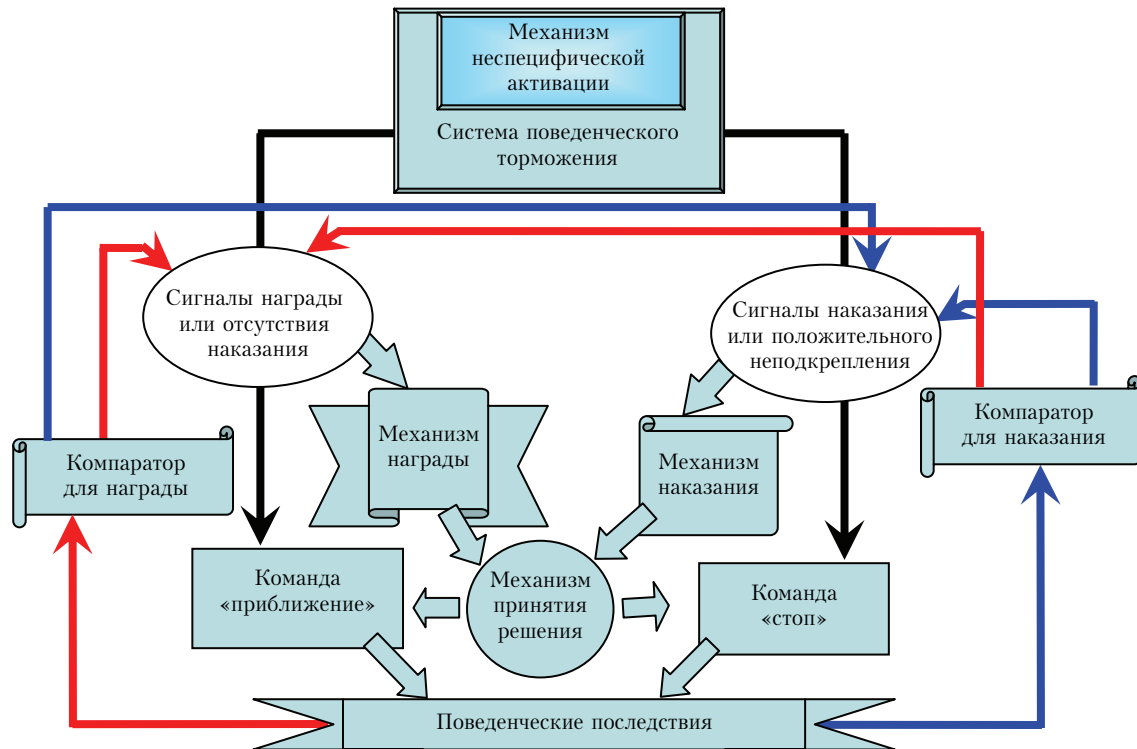 Механизм
неспецифической
активации
Система поведенческого
торможения
Сигналы награды
или отсутствия
наказания
Сигналы наказания
или положительного
неподкрепления
Компаратор
для награды
Механизм
награды
Механизм
наказания
Компаратор
для наказания
Команда
«приближение»
Механизм
принятия
решения
Команда
«стоп»
Поведенческие последствия